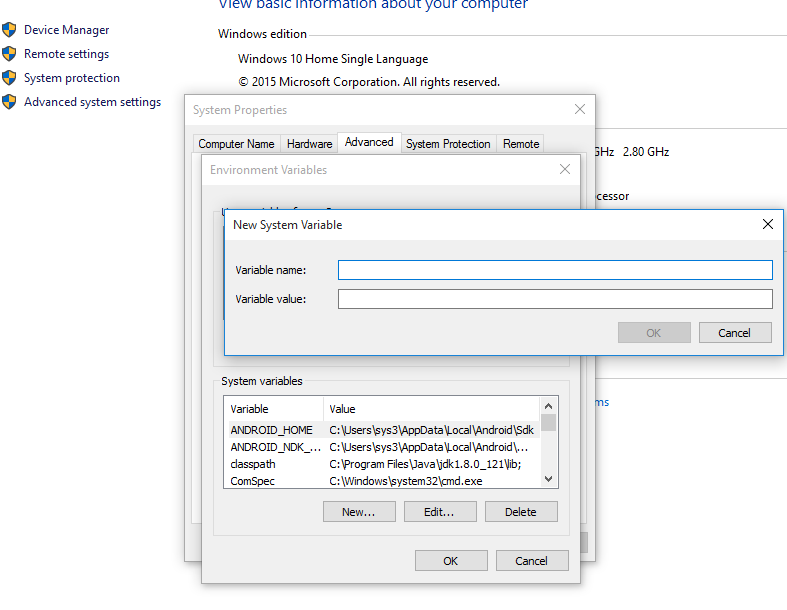 View basic information about your computer
Device Manager
Remote settings
System protection
Advanced system settings
Windows edition
Windows 10 Home Single Language
© 2015 Microsoft Corporation. All rights reserved.
System Properties
Computer Name Hardware Advanced System Protection Remote
GHz 2.80 GHz
Environment Variables
New System Variable
Variable name:
Variable value:
OK Cancel
System variables
Variable Value
ANDROID_HOME C:\Users\sys3\AppData\Local\Android\Sdk
ANDROID_NDK_... C:\Users\sys3\AppData\Local\Android\...
classpath C:\Program Files\Java\jdk1.8.0_121\lib;
ComSpec C:\Windows\system32\cmd.exe
New... Edit... Delete
OK Cancel